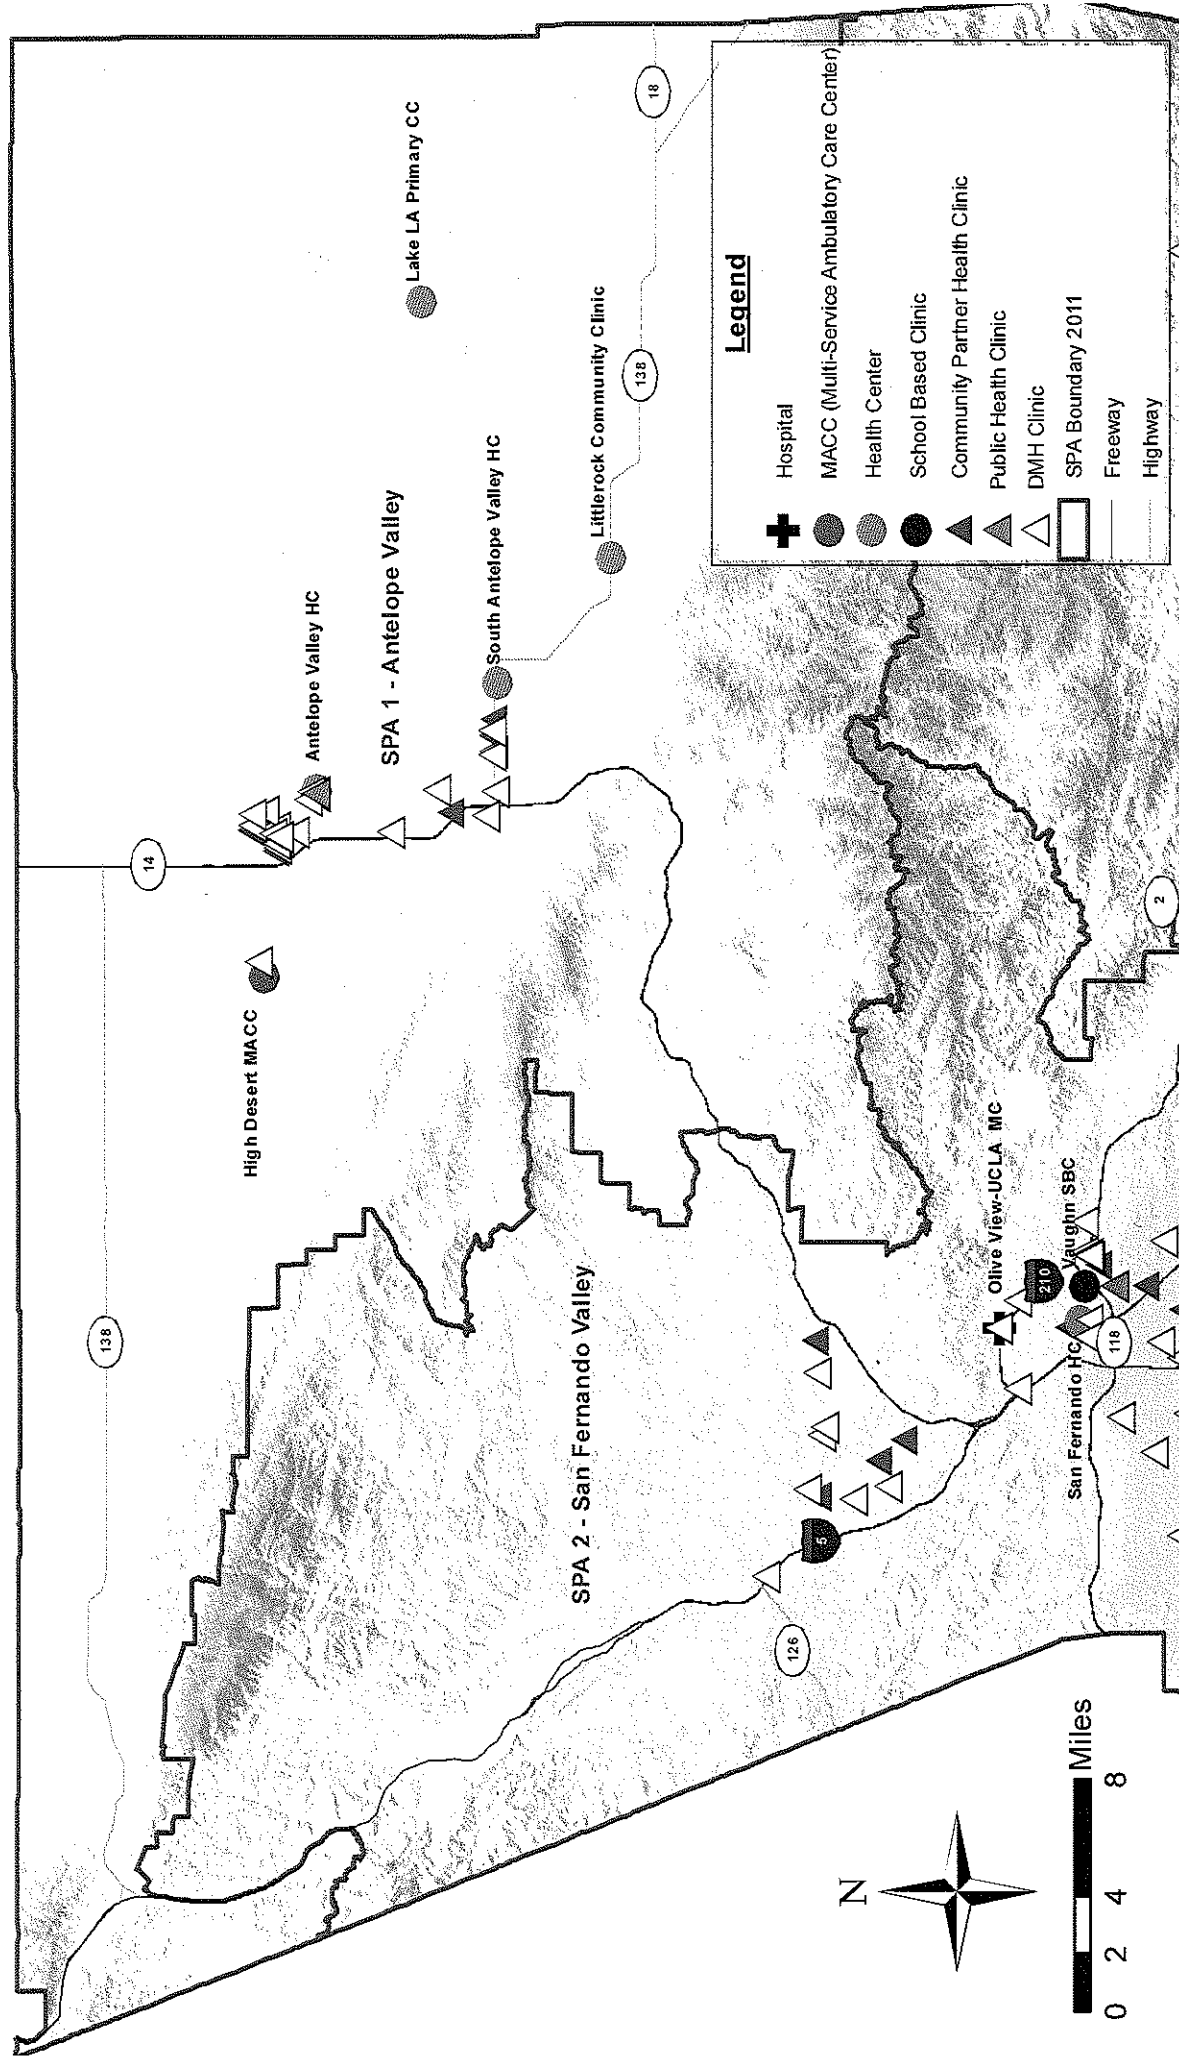 138
14
18
138
126
5
210
118
2
High Desert MACC
Antelope Valley HC
SPA 1 - Antelope Valley
Lake LA Primary CC
South Antelope Valley HC
Littlerock Community Clinic
SPA 2 - San Fernando Valley
Olive View-UCLA MC
Vaughn SBC
San Fernando HC
N
0 2 4 8
Miles
Legend
Hospital
MACC (Multi-Service Ambulatory Care Center)
Health Center
School Based Clinic
Community Partner Health Clinic
Public Health Clinic
DMH Clinic
SPA Boundary 2011
Freeway
Highway